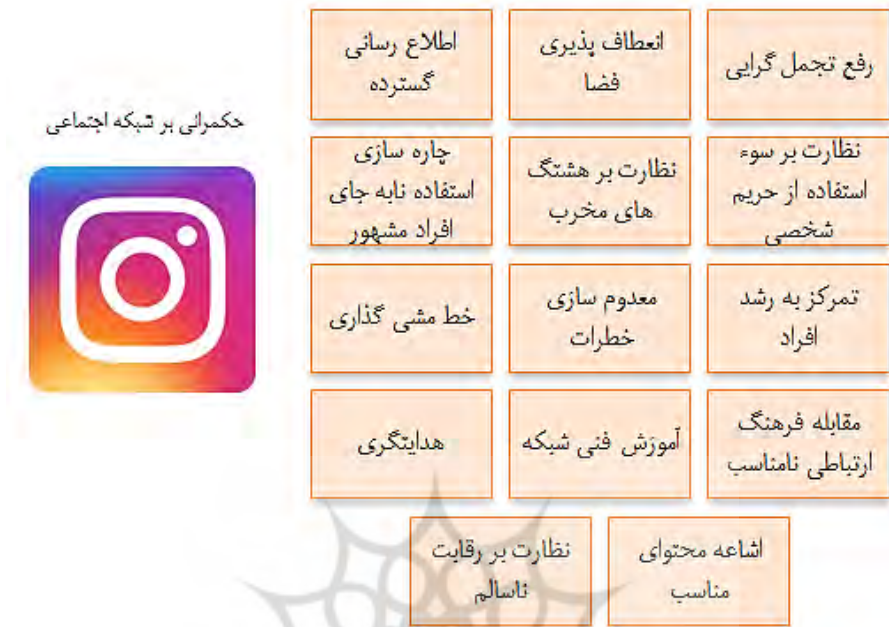 حکمرانی بر شبکه اجتماعی
رفع تجمل گرایی
انعطاف پذیری
فضا
اطلاع رسانی
گسترده
نظارت بر سوء
استفاده از حریم
شخصی
نظارت بر هشتگ
های مخرب
چاره سازی
استفاده نابه جای
افراد مشهور
تمرکز به رشد
افراد
معدوم سازی
خطرات
خط مشی گذاری
مقابله فرهنگ
ارتباطی نامناسب
آموزش فنی شبکه
هدایتگری
اشاعه محتوای
مناسب
نظارت بر رقابت
ناسالم